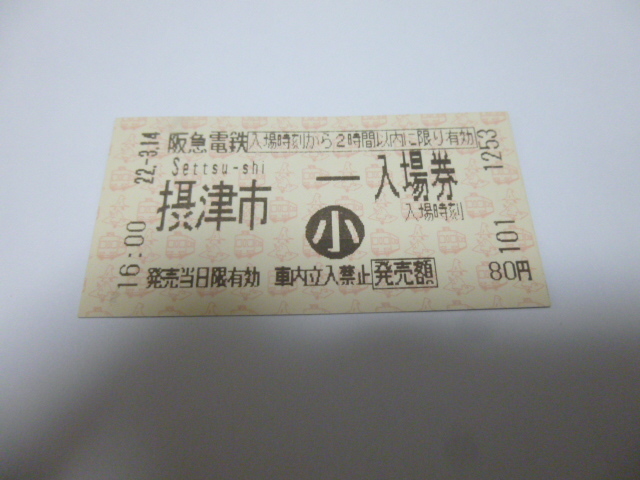 阪急電鉄 入場時刻から2時間以内に限り有効
Settsu-shi
摂津市 ー 入場券
入場時刻
小
発売当日限有効 車内立入禁止 発売額 80円
22.-3.14
16:00
1253
101